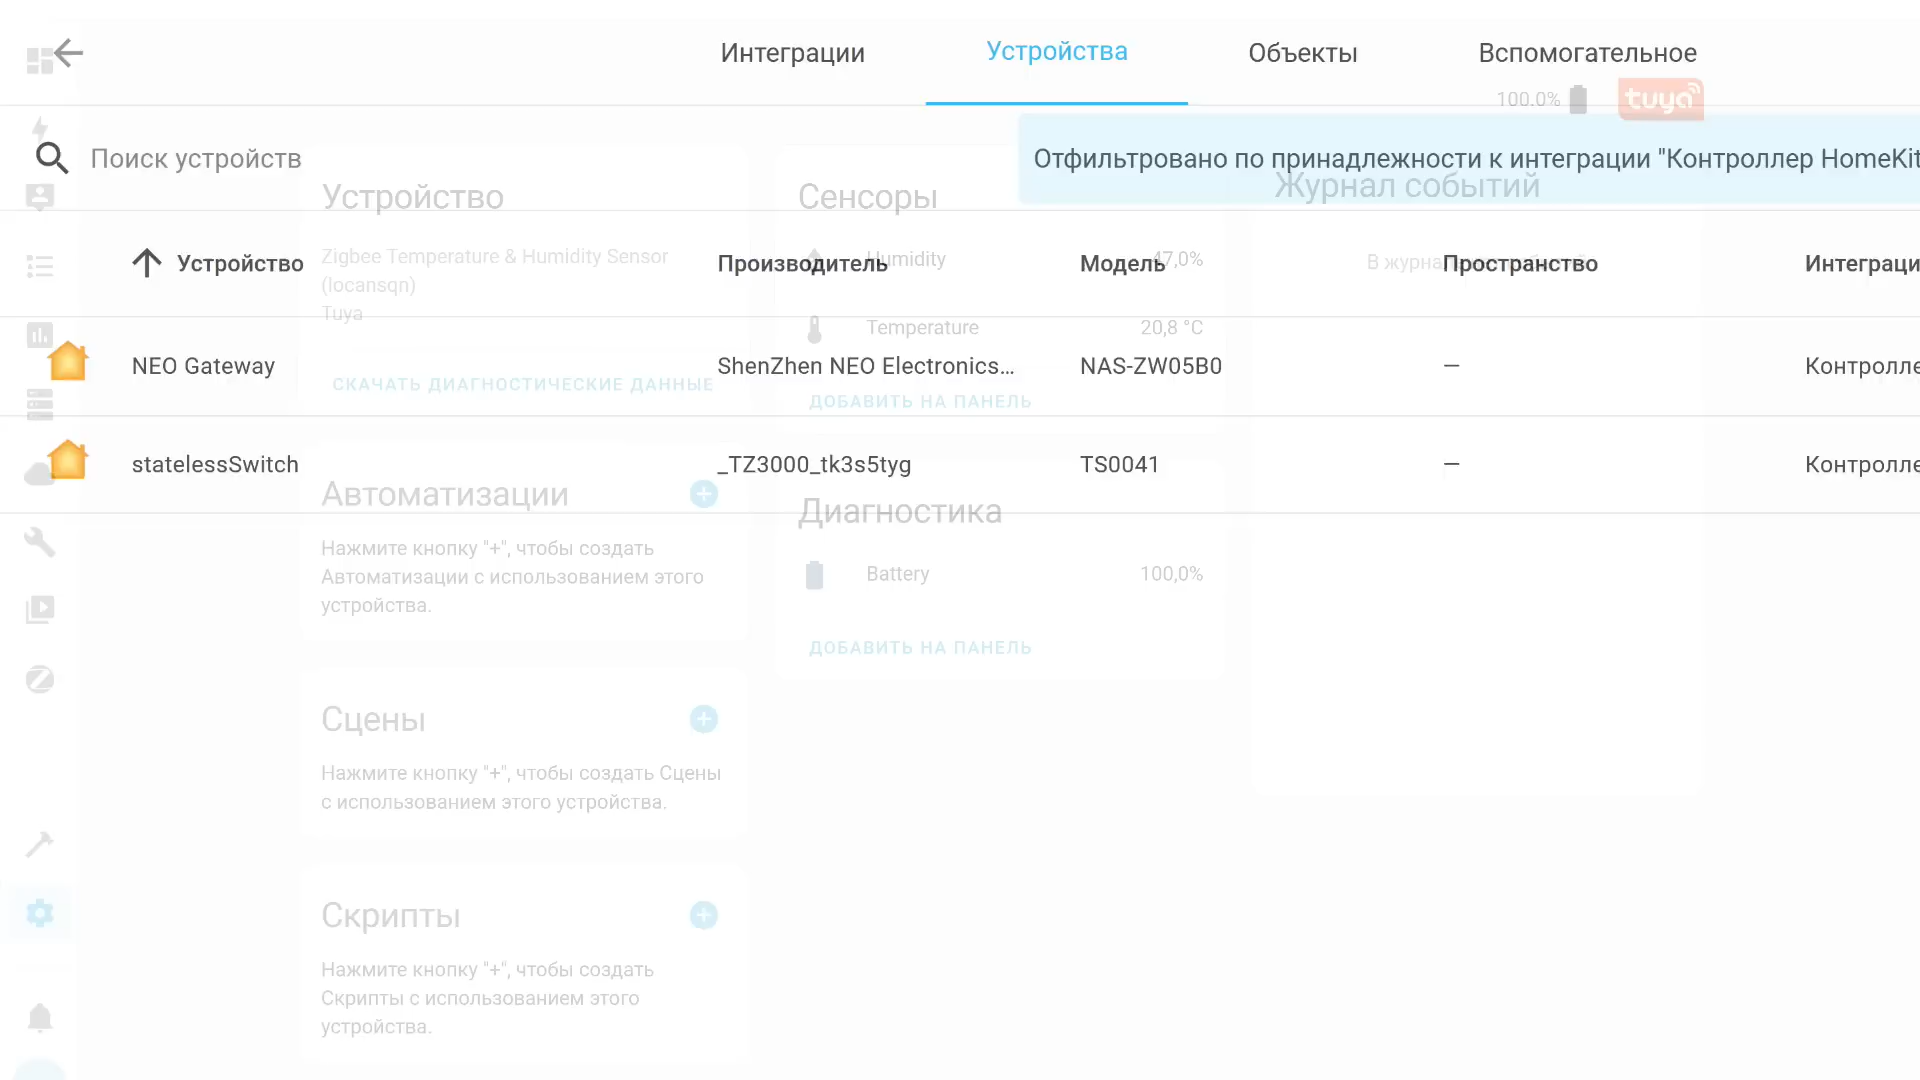 Интеграции
Устройства
Объекты
Вспомогательное
100.0%
tuya
Поиск устройств
Отфильтровано по принадлежности к интеграции "Контроллер HomeKit
Устройство
Сенсоры
Журнал событий
Устройство
Производитель
Модель
Пространство
Интеграци
Zigbee Temperature & Humidity Sensor
(locansqn)
Tuya
Humidity
47,0%
В журна
Temperature
20,8 °C
NEO Gateway
ShenZhen NEO Electronics...
NAS-ZW05B0
—
Контролле
СКАЧАТЬ ДИАГНОСТИЧЕСКИЕ ДАННЫЕ
ДОБАВИТЬ НА ПАНЕЛЬ
statelessSwitch
_TZ3000_tk3s5tyg
TS0041
—
Контролле
Автоматизации
Диагностика
Нажмите кнопку "+", чтобы создать
Автоматизации с использованием этого
устройства.
Battery
100,0%
ДОБАВИТЬ НА ПАНЕЛЬ
Сцены
Нажмите кнопку "+", чтобы создать Сцены
с использованием этого устройства.
Скрипты
Нажмите кнопку "+", чтобы создать
Скрипты с использованием этого
устройства.